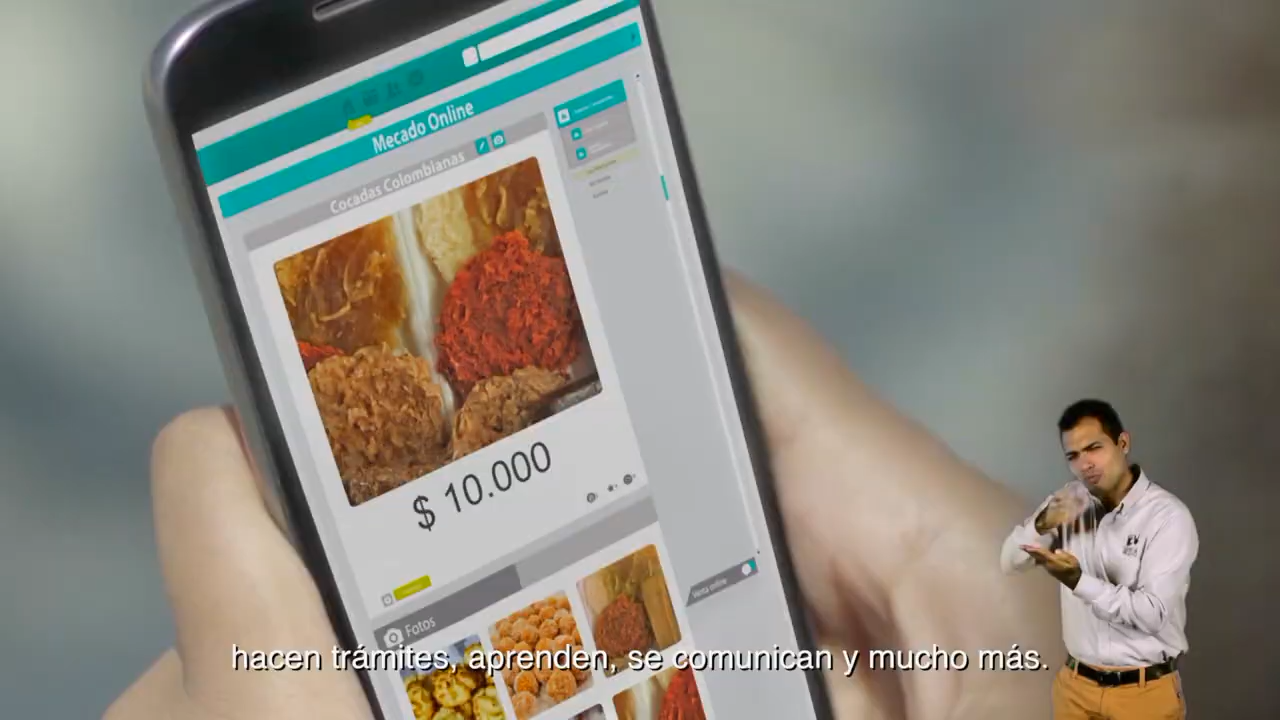 Mecado Online
Cocadas Colombianas
$ 10.000
Venta online
Fotos
hacen trámites, aprenden, se comunican y mucho más.